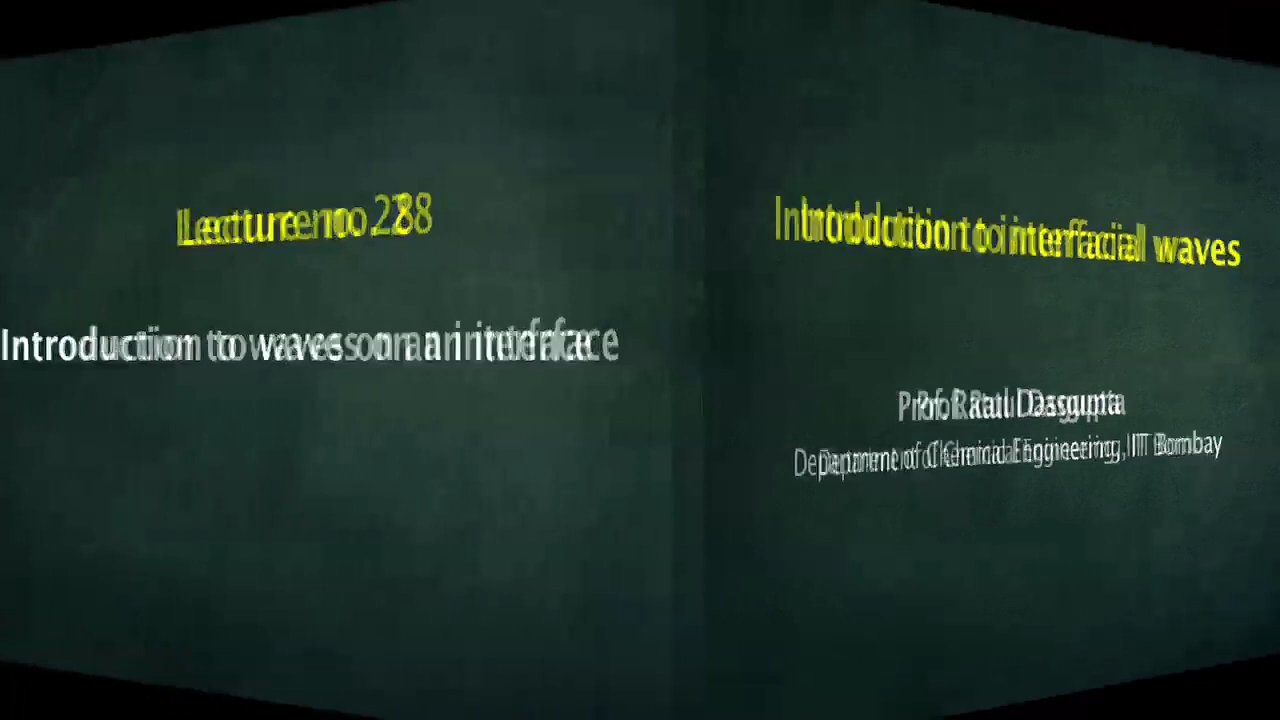 Lecture no. 28
Introduction to waves on an interface
Introduction to interfacial waves
Prof. Ratul Dasgupta
Department of Chemical Engineering, IIT Bombay